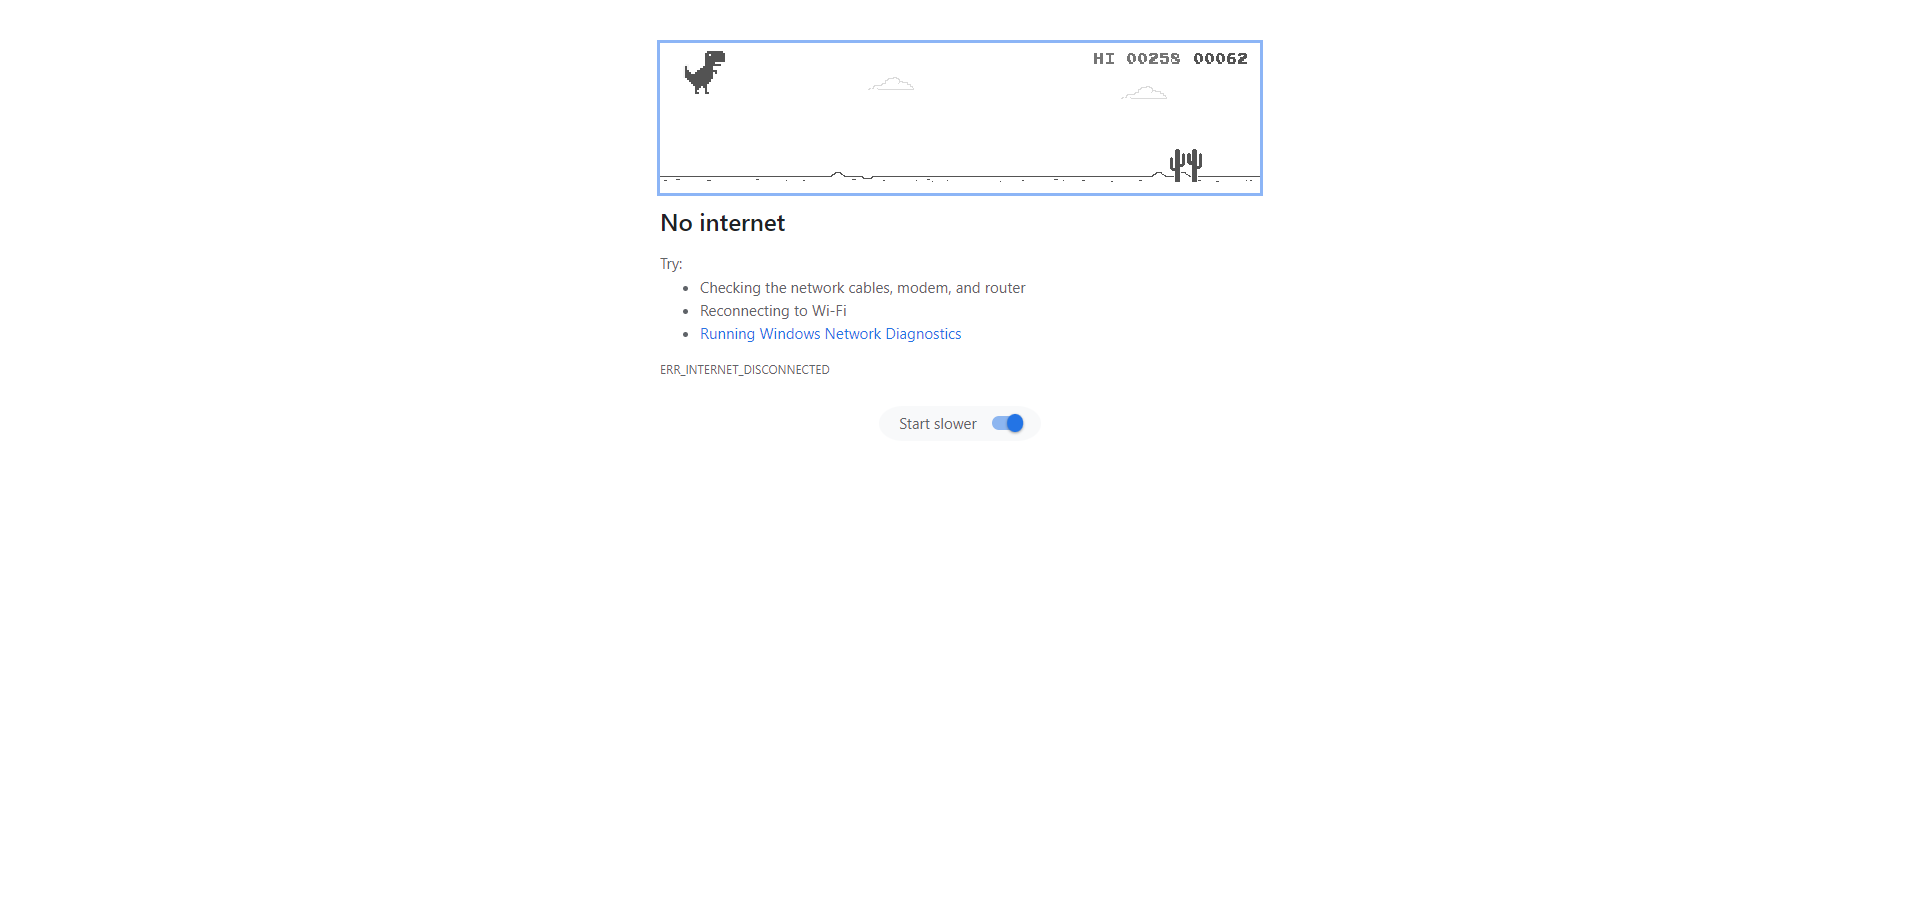 HI 00258 00062
No internet
Try:
Checking the network cables, modem, and router
Reconnecting to Wi-Fi
Running Windows Network Diagnostics
ERR_INTERNET_DISCONNECTED
Start slower